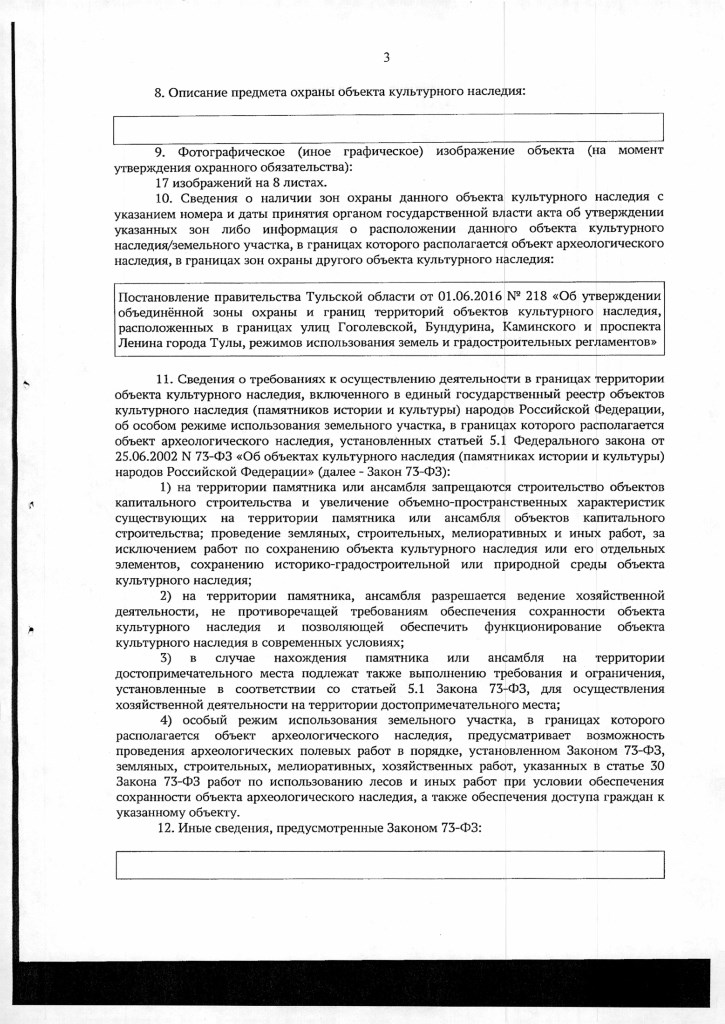 3
8. Описание предмета охраны объекта культурного наследия:
9. Фотографическое (иное графическое) изображение объекта (на момент
утверждения охранного обязательства):
17 изображений на 8 листах.
10. Сведения о наличии зон охраны данного объекта культурного наследия с
указанием номера и даты принятия органом государственной власти акта об утверждении
указанных зон либо информация о расположении данного объекта культурного
наследия/земельного участка, в границах которого располагается объект археологического
наследия, в границах зон охраны другого объекта культурного наследия:
Постановление правительства Тульской области от 01.06.2016 № 218 «Об утверждении
объединённой зоны охраны и границ территорий объектов культурного наследия,
расположенных в границах улиц Гоголевской, Бундурина, Каминского и проспекта
Ленина города Тулы, режимов использования земель и градостроительных регламентов»
11. Сведения о требованиях к осуществлению деятельности в границах территории
объекта культурного наследия, включенного в единый государственный реестр объектов
культурного наследия (памятников истории и культуры) народов Российской Федерации,
об особом режиме использования земельного участка, в границах которого располагается
объект археологического наследия, установленных статьей 5.1 Федерального закона от
25.06.2002 N 73-ФЗ «Об объектах культурного наследия (памятниках истории и культуры)
народов Российской Федерации» (далее - Закон 73-ФЗ):
1) на территории памятника или ансамбля запрещаются строительство объектов
капитального строительства и увеличение объемно-пространственных характеристик
существующих на территории памятника или ансамбля объектов капитального
строительства; проведение земляных, строительных, мелиоративных и иных работ, за
исключением работ по сохранению объекта культурного наследия или его отдельных
элементов, сохранению историко-градостроительной или природной среды объекта
культурного наследия;
2) на территории памятника, ансамбля разрешается ведение хозяйственной
деятельности, не противоречащей требованиям обеспечения сохранности объекта
культурного наследия и позволяющей обеспечить функционирование объекта
культурного наследия в современных условиях;
3) в случае нахождения памятника или ансамбля на территории
достопримечательного места подлежат также выполнению требования и ограничения,
установленные в соответствии со статьей 5.1 Закона 73-ФЗ, для осуществления
хозяйственной деятельности на территории достопримечательного места;
4) особый режим использования земельного участка, в границах которого
располагается объект археологического наследия, предусматривает возможность
проведения археологических полевых работ в порядке, установленном Законом 73-ФЗ,
земляных, строительных, мелиоративных, хозяйственных работ, указанных в статье 30
Закона 73-ФЗ работ по использованию лесов и иных работ при условии обеспечения
сохранности объекта археологического наследия, а также обеспечения доступа граждан к
указанному объекту.
12. Иные сведения, предусмотренные Законом 73-ФЗ: